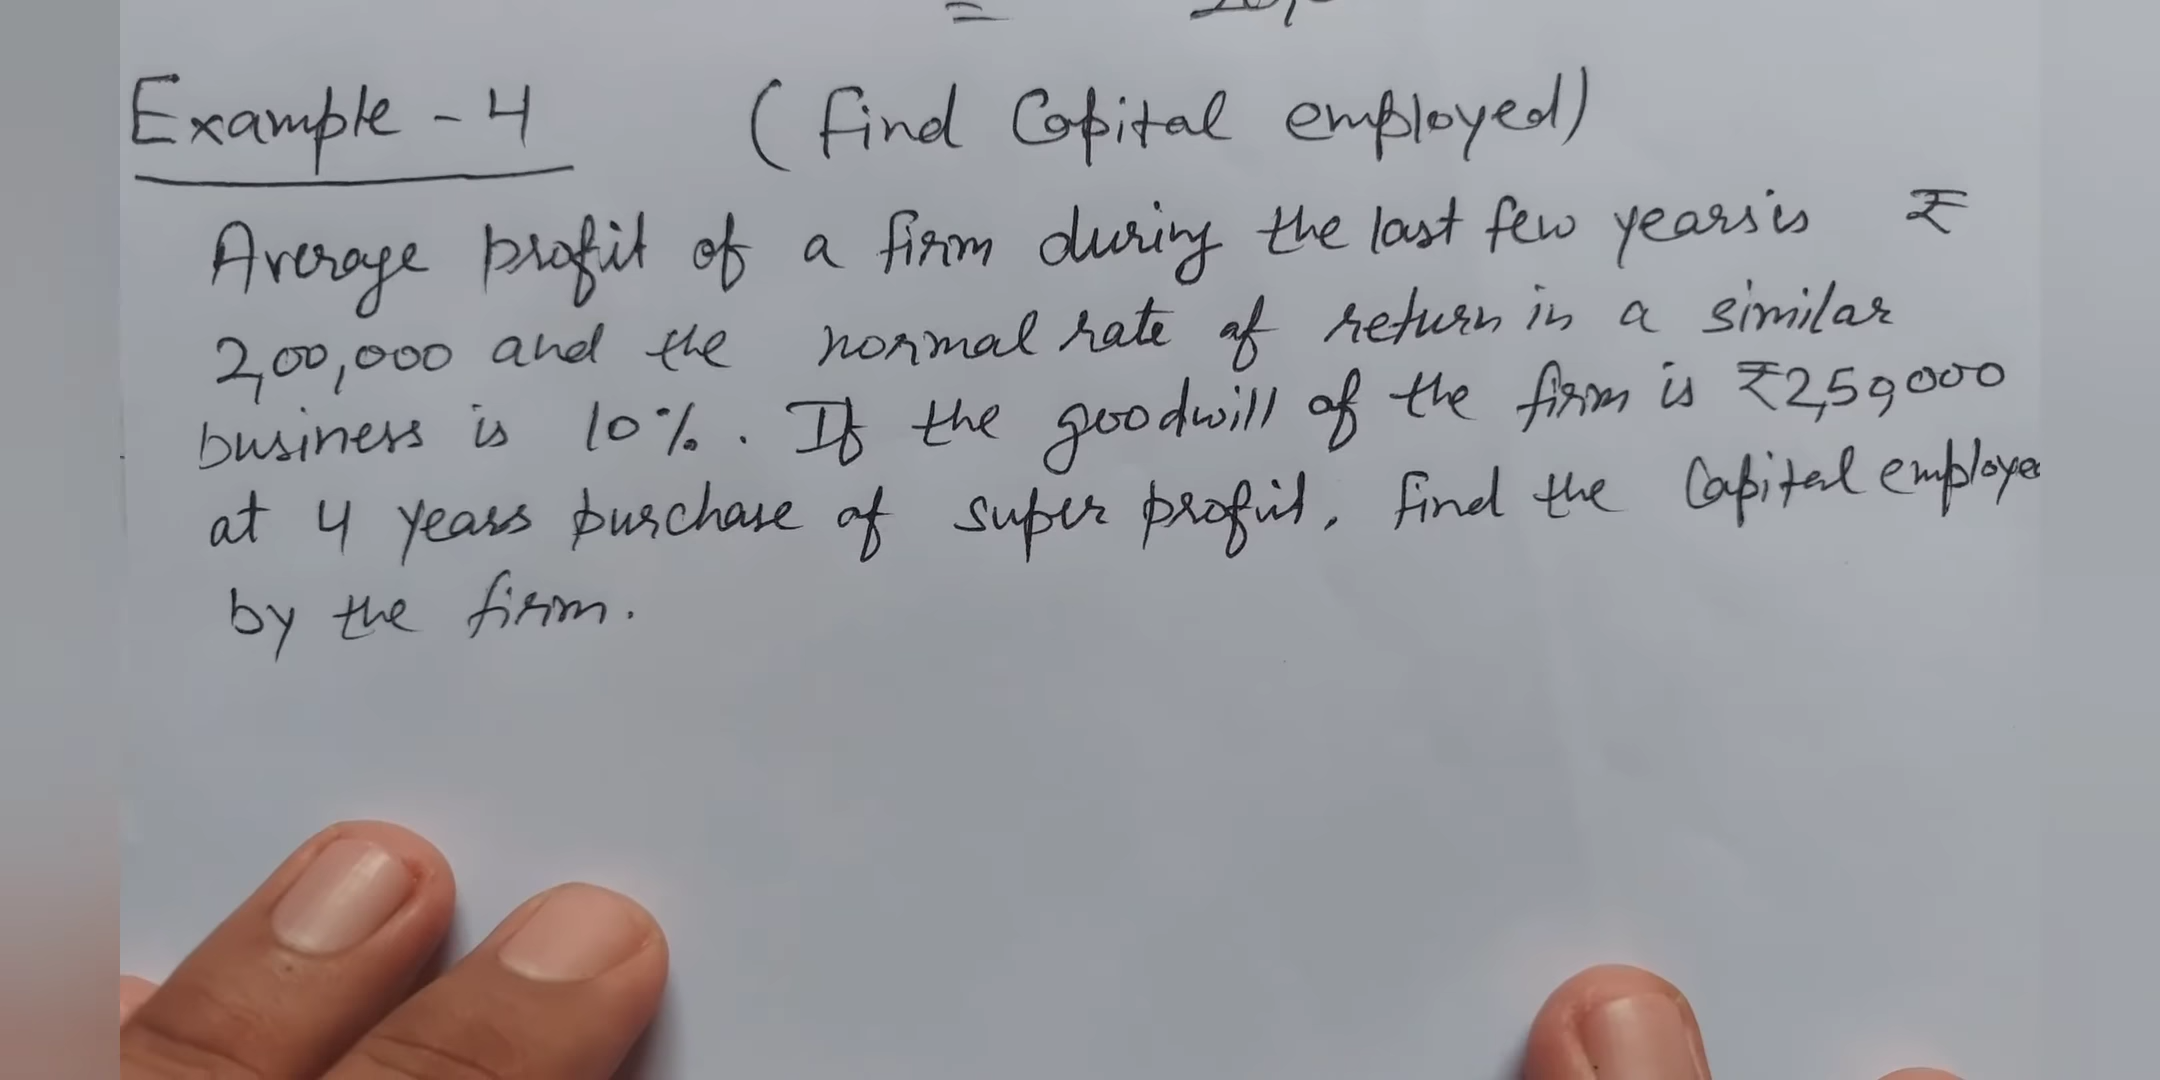 Example - 4 (Find Capital employed)
Average profit of a firm during the last few years is ₹
2,00,000 and the normal rate of return in a similar
business is 10%. If the goodwill of the firm is ₹2,50,000
at 4 years purchase of super profit, find the Capital employe
by the firm.